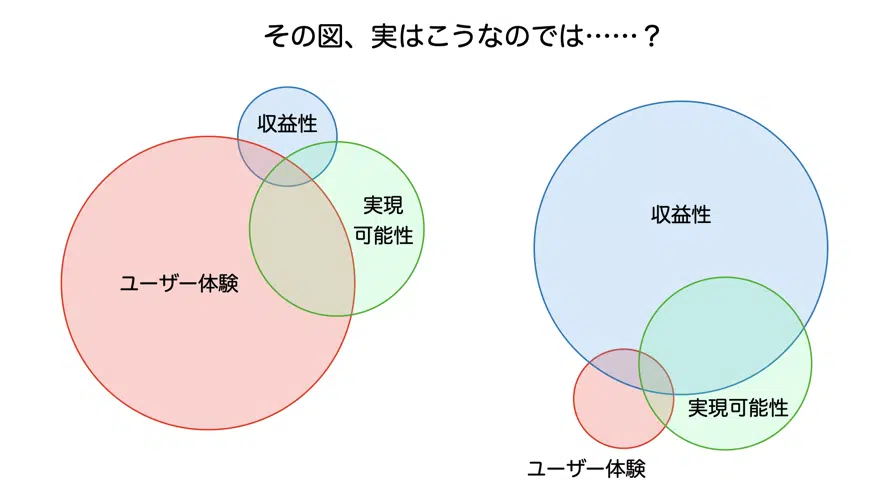 その図、実はこうなのでは……？
収益性
実現
可能性
ユーザー体験
収益性
実現可能性
ユーザー体験